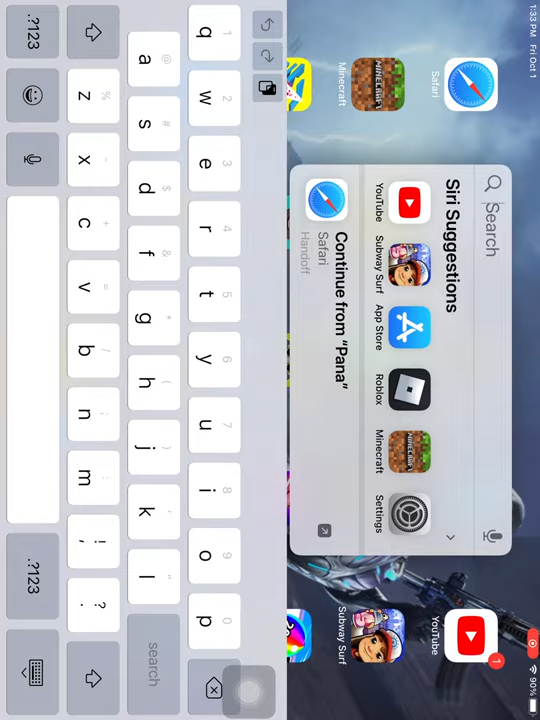 1:33 PM Fri Oct 1
90%
Safari
Minecraft
YouTube
1
Subway Surf
Search
Siri Suggestions
YouTube
Subway Surf
App Store
Roblox
Minecraft
Settings
Continue from “Pana”
Safari
Handoff
1 2 3 4 5 6 7 8 9 0
q w e r t y u i o p
@ # $ & * ( ) ' "
a s d f g h j k l
search
% - + = / ; :
z x c v b n m ! , ? .
.?123
.?123